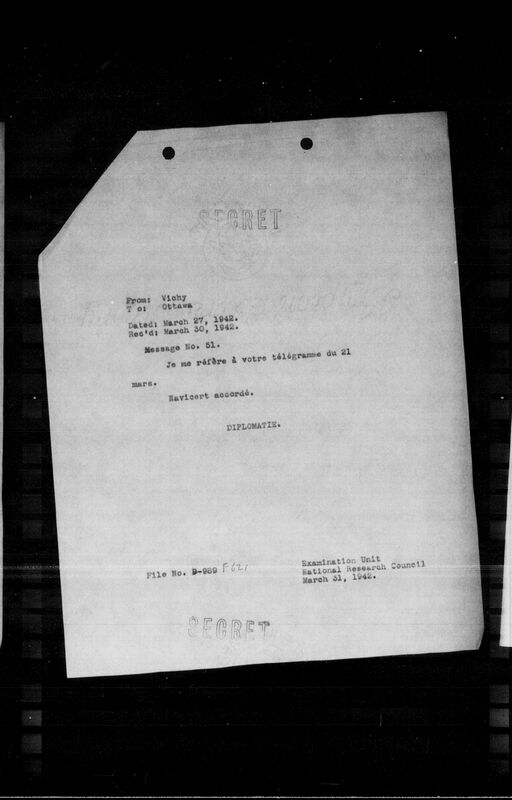 SECRET
From: Vichy
To: Ottawa
Dated: March 27, 1942.
Rec'd: March 30, 1942.
Message No. 51.
Je me réfère à votre télégramme du 21
mars.
Navicert accordé.
DIPLOMATIE.
File No. D-989 F621
Examination Unit
National Research Council
March 31, 1942.
SECRET